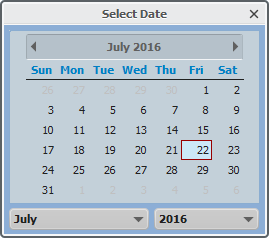 Select Date
July 2016
Sun Mon Tue Wed Thu Fri Sat
26 27 28 29 30 1 2
3 4 5 6 7 8 9
10 11 12 13 14 15 16
17 18 19 20 21 22 23
24 25 26 27 28 29 30
31 1 2 3 4 5 6
July 2016